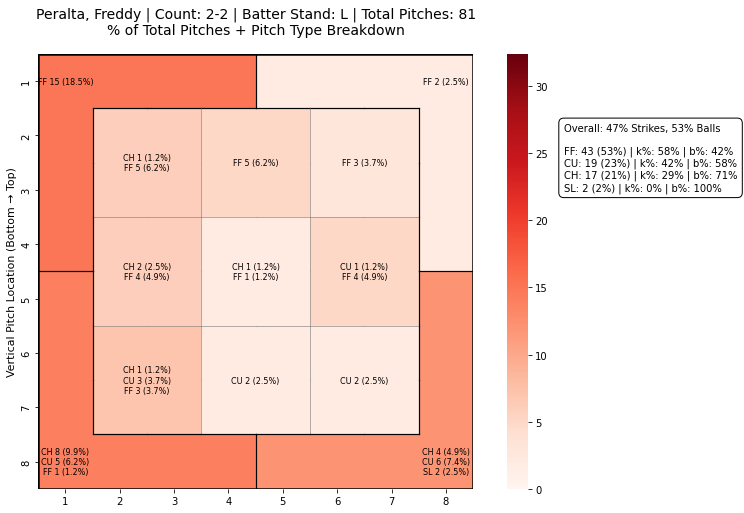 Peralta, Freddy | Count: 2-2 | Batter Stand: L | Total Pitches: 81
% of Total Pitches + Pitch Type Breakdown
Vertical Pitch Location (Bottom → Top)
1
2
3
4
5
6
7
8
FF 15 (18.5%)
FF 2 (2.5%)
CH 1 (1.2%)
FF 5 (6.2%)
FF 5 (6.2%)
FF 3 (3.7%)
CH 2 (2.5%)
FF 4 (4.9%)
CH 1 (1.2%)
FF 1 (1.2%)
CU 1 (1.2%)
FF 4 (4.9%)
CH 1 (1.2%)
CU 3 (3.7%)
FF 3 (3.7%)
CU 2 (2.5%)
CU 2 (2.5%)
CH 8 (9.9%)
CU 5 (6.2%)
FF 1 (1.2%)
CH 4 (4.9%)
CU 6 (7.4%)
SL 2 (2.5%)
1
2
3
4
5
6
7
8
30
25
20
15
10
5
0
Overall: 47% Strikes, 53% Balls
FF: 43 (53%) | k%: 58% | b%: 42%
CU: 19 (23%) | k%: 42% | b%: 58%
CH: 17 (21%) | k%: 29% | b%: 71%
SL: 2 (2%) | k%: 0% | b%: 100%